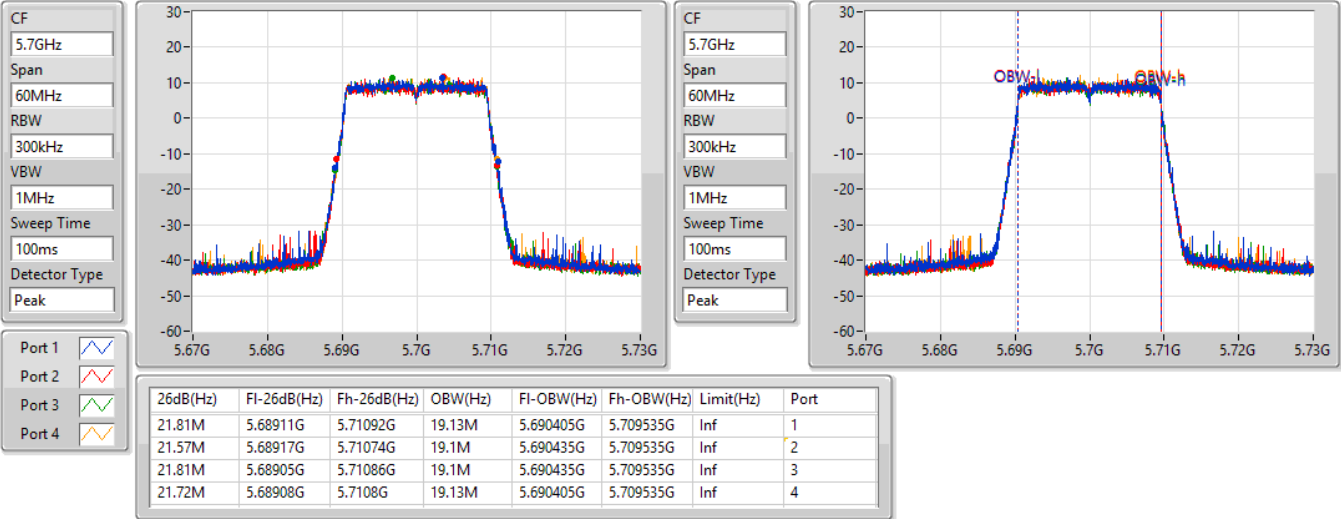 CF
5.7GHz
Span
60MHz
RBW
300kHz
VBW
1MHz
Sweep Time
100ms
Detector Type
Peak
30
20
10
0
-10
-20
-30
-40
-50
-60
5.67G 5.68G 5.69G 5.7G 5.71G 5.72G 5.73G
CF
5.7GHz
Span
60MHz
RBW
300kHz
VBW
1MHz
Sweep Time
100ms
Detector Type
Peak
30
20
10
0
-10
-20
-30
-40
-50
-60
OBW-l OBW-h
5.67G 5.68G 5.69G 5.7G 5.71G 5.72G 5.73G
Port 1
Port 2
Port 3
Port 4
26dB(Hz) Fl-26dB(Hz) Fh-26dB(Hz) OBW(Hz) Fl-OBW(Hz) Fh-OBW(Hz) Limit(Hz) Port
21.81M 5.68911G 5.71092G 19.13M 5.690405G 5.709535G Inf 1
21.57M 5.68917G 5.71074G 19.1M 5.690435G 5.709535G Inf 2
21.81M 5.68905G 5.71086G 19.1M 5.690435G 5.709535G Inf 3
21.72M 5.68908G 5.7108G 19.13M 5.690405G 5.709535G Inf 4